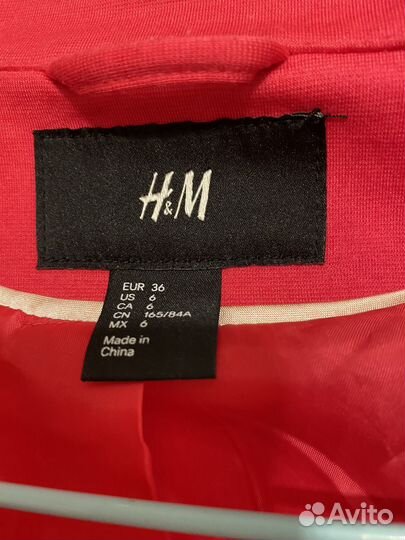 H&M
EUR 36
US 6
CA 6
CN 165/84A
MX 6
Made in
China
Avito